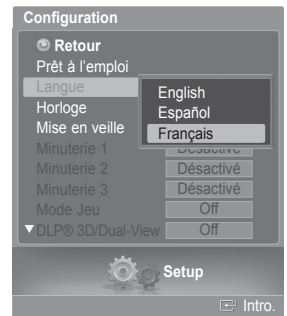 Configuration
Retour
Prêt à l'emploi
Langue
English
Español
Horloge
Mise en veille
Français
Minuterie 1
Désactivé
Minuterie 2 Désactivé
Minuterie 3 Désactivé
Mode Jeu Off
▼DLP® 3D/Dual-View Off
Setup
Intro.